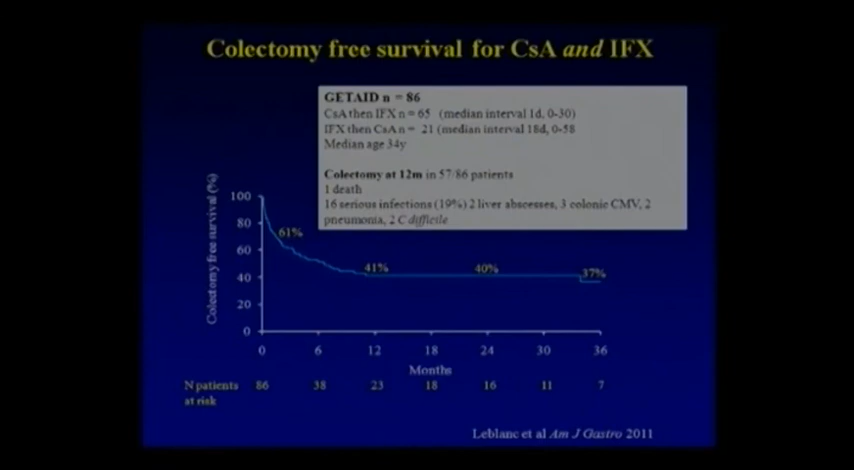 Colectomy free survival for CsA and IFX
GETAID n = 86
CsA then IFX n = 65 (median interval 1d, 0-30)
IFX then CsA n = 21 (median interval 18d, 0-58
Median age 34y
Colectomy at 12m in 57/86 patients
1 death
16 serious infections (19%) 2 liver abscesses, 3 colonic CMV, 2
pneumonia, 2 C difficile
Colectomy free survival (%)
100
80
60
40
20
0
61%
41%
40%
37%
0 6 12 18 24 30 36
Months
N patients
at risk
86 38 23 18 16 11 7
Leblanc et al Am J Gastro 2011